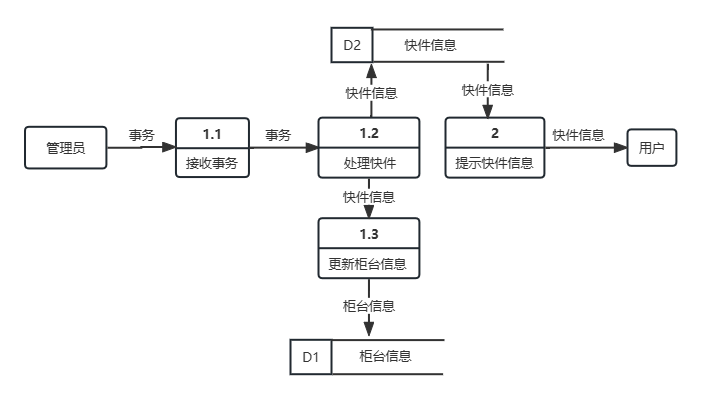 D2
快件信息
快件信息
快件信息
管理员
事务
1.1
接收事务
事务
1.2
处理快件
2
提示快件信息
快件信息
用户
快件信息
1.3
更新柜台信息
柜台信息
D1
柜台信息